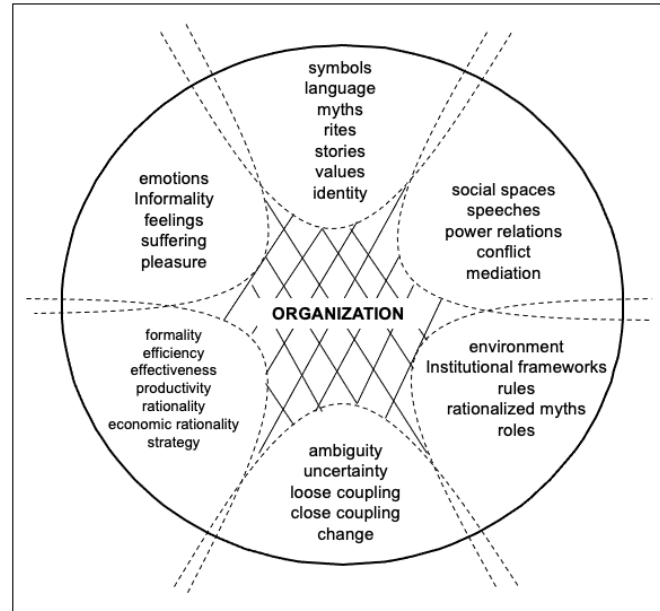 symbols
language
myths
rites
stories
values
identity
emotions
Informality
feelings
suffering
pleasure
social spaces
speeches
power relations
conflict
mediation
ORGANIZATION
formality
efficiency
effectiveness
productivity
rationality
economic rationality
strategy
environment
Institutional frameworks
rules
rationalized myths
roles
ambiguity
uncertainty
loose coupling
close coupling
change